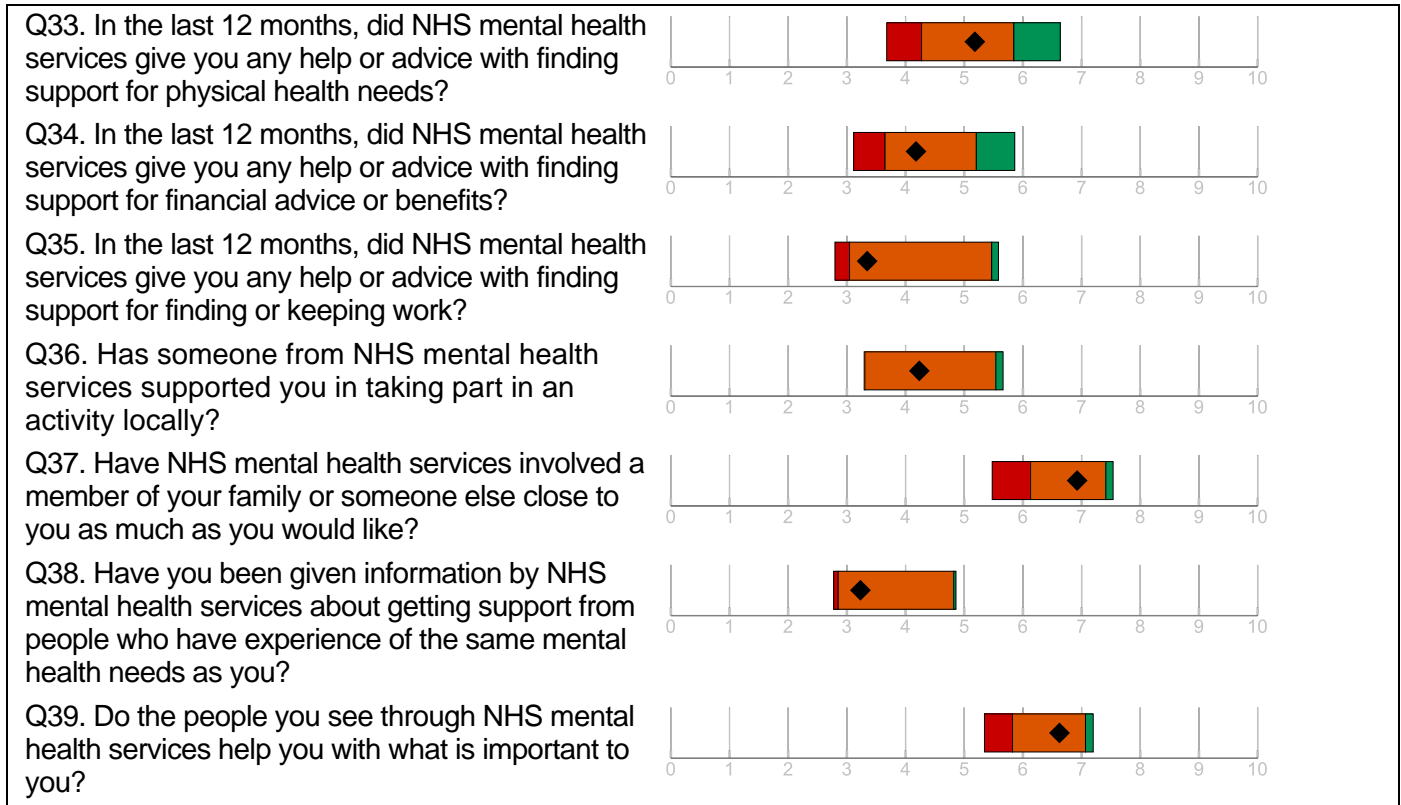 Q33. In the last 12 months, did NHS mental health
services give you any help or advice with finding
support for physical health needs?
0 1 2 3 4 5 6 7 8 9 10
Q34. In the last 12 months, did NHS mental health
services give you any help or advice with finding
support for financial advice or benefits?
0 1 2 3 4 5 6 7 8 9 10
Q35. In the last 12 months, did NHS mental health
services give you any help or advice with finding
support for finding or keeping work?
0 1 2 3 4 5 6 7 8 9 10
Q36. Has someone from NHS mental health
services supported you in taking part in an
activity locally?
0 1 2 3 4 5 6 7 8 9 10
Q37. Have NHS mental health services involved a
member of your family or someone else close to
you as much as you would like?
0 1 2 3 4 5 6 7 8 9 10
Q38. Have you been given information by NHS
mental health services about getting support from
people who have experience of the same mental
health needs as you?
0 1 2 3 4 5 6 7 8 9 10
Q39. Do the people you see through NHS mental
health services help you with what is important to
you?
0 1 2 3 4 5 6 7 8 9 10